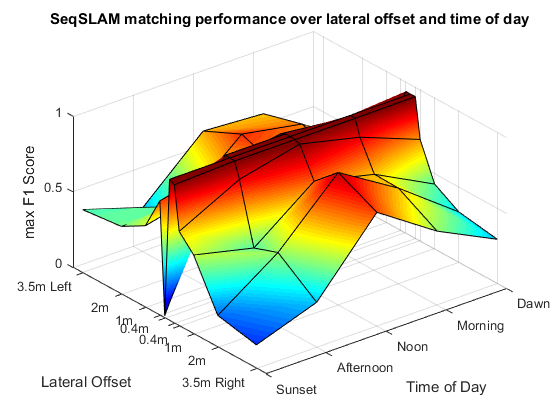 SeqSLAM matching performance over lateral offset and time of day
max F1 Score
1
0.5
0
3.5m Left
2m
1m
0.4m
0.4m
1m
2m
3.5m Right
Lateral Offset
Sunset
Afternoon
Noon
Morning
Dawn
Time of Day